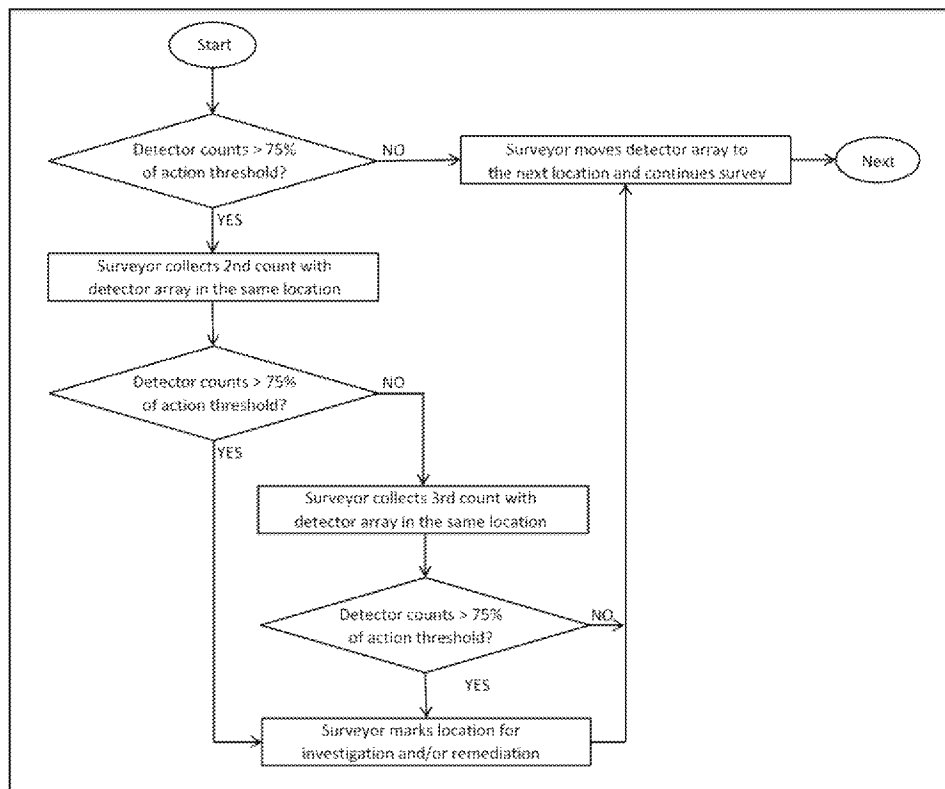 Start
Detector counts > 75%
of action threshold?
NO
Surveyor moves detector array to
the next location and continues survey
Next
YES
Surveyor collects 2nd count with
detector array in the same location
Detector counts > 75%
of action threshold?
NO
YES
Surveyor collects 3rd count with
detector array in the same location
Detector counts > 75%
of action threshold?
NO
YES
Surveyor marks location for
investigation and/or remediation